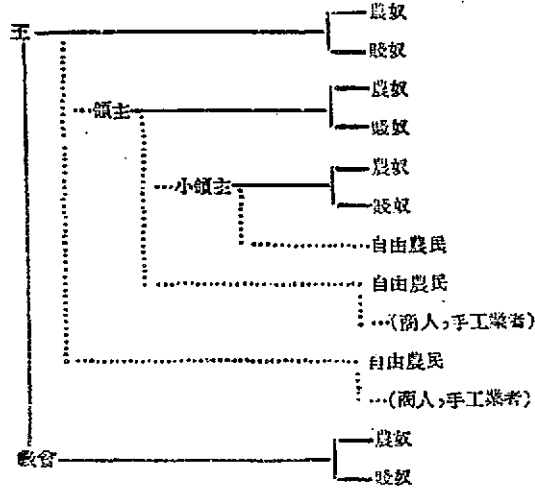 農奴
王
賤奴
農奴
領主
賤奴
農奴
小領主
賤奴
自由農民
自由農民
(商人,手工業者)
自由農民
(商人,手工業者)
農奴
教會
賤奴